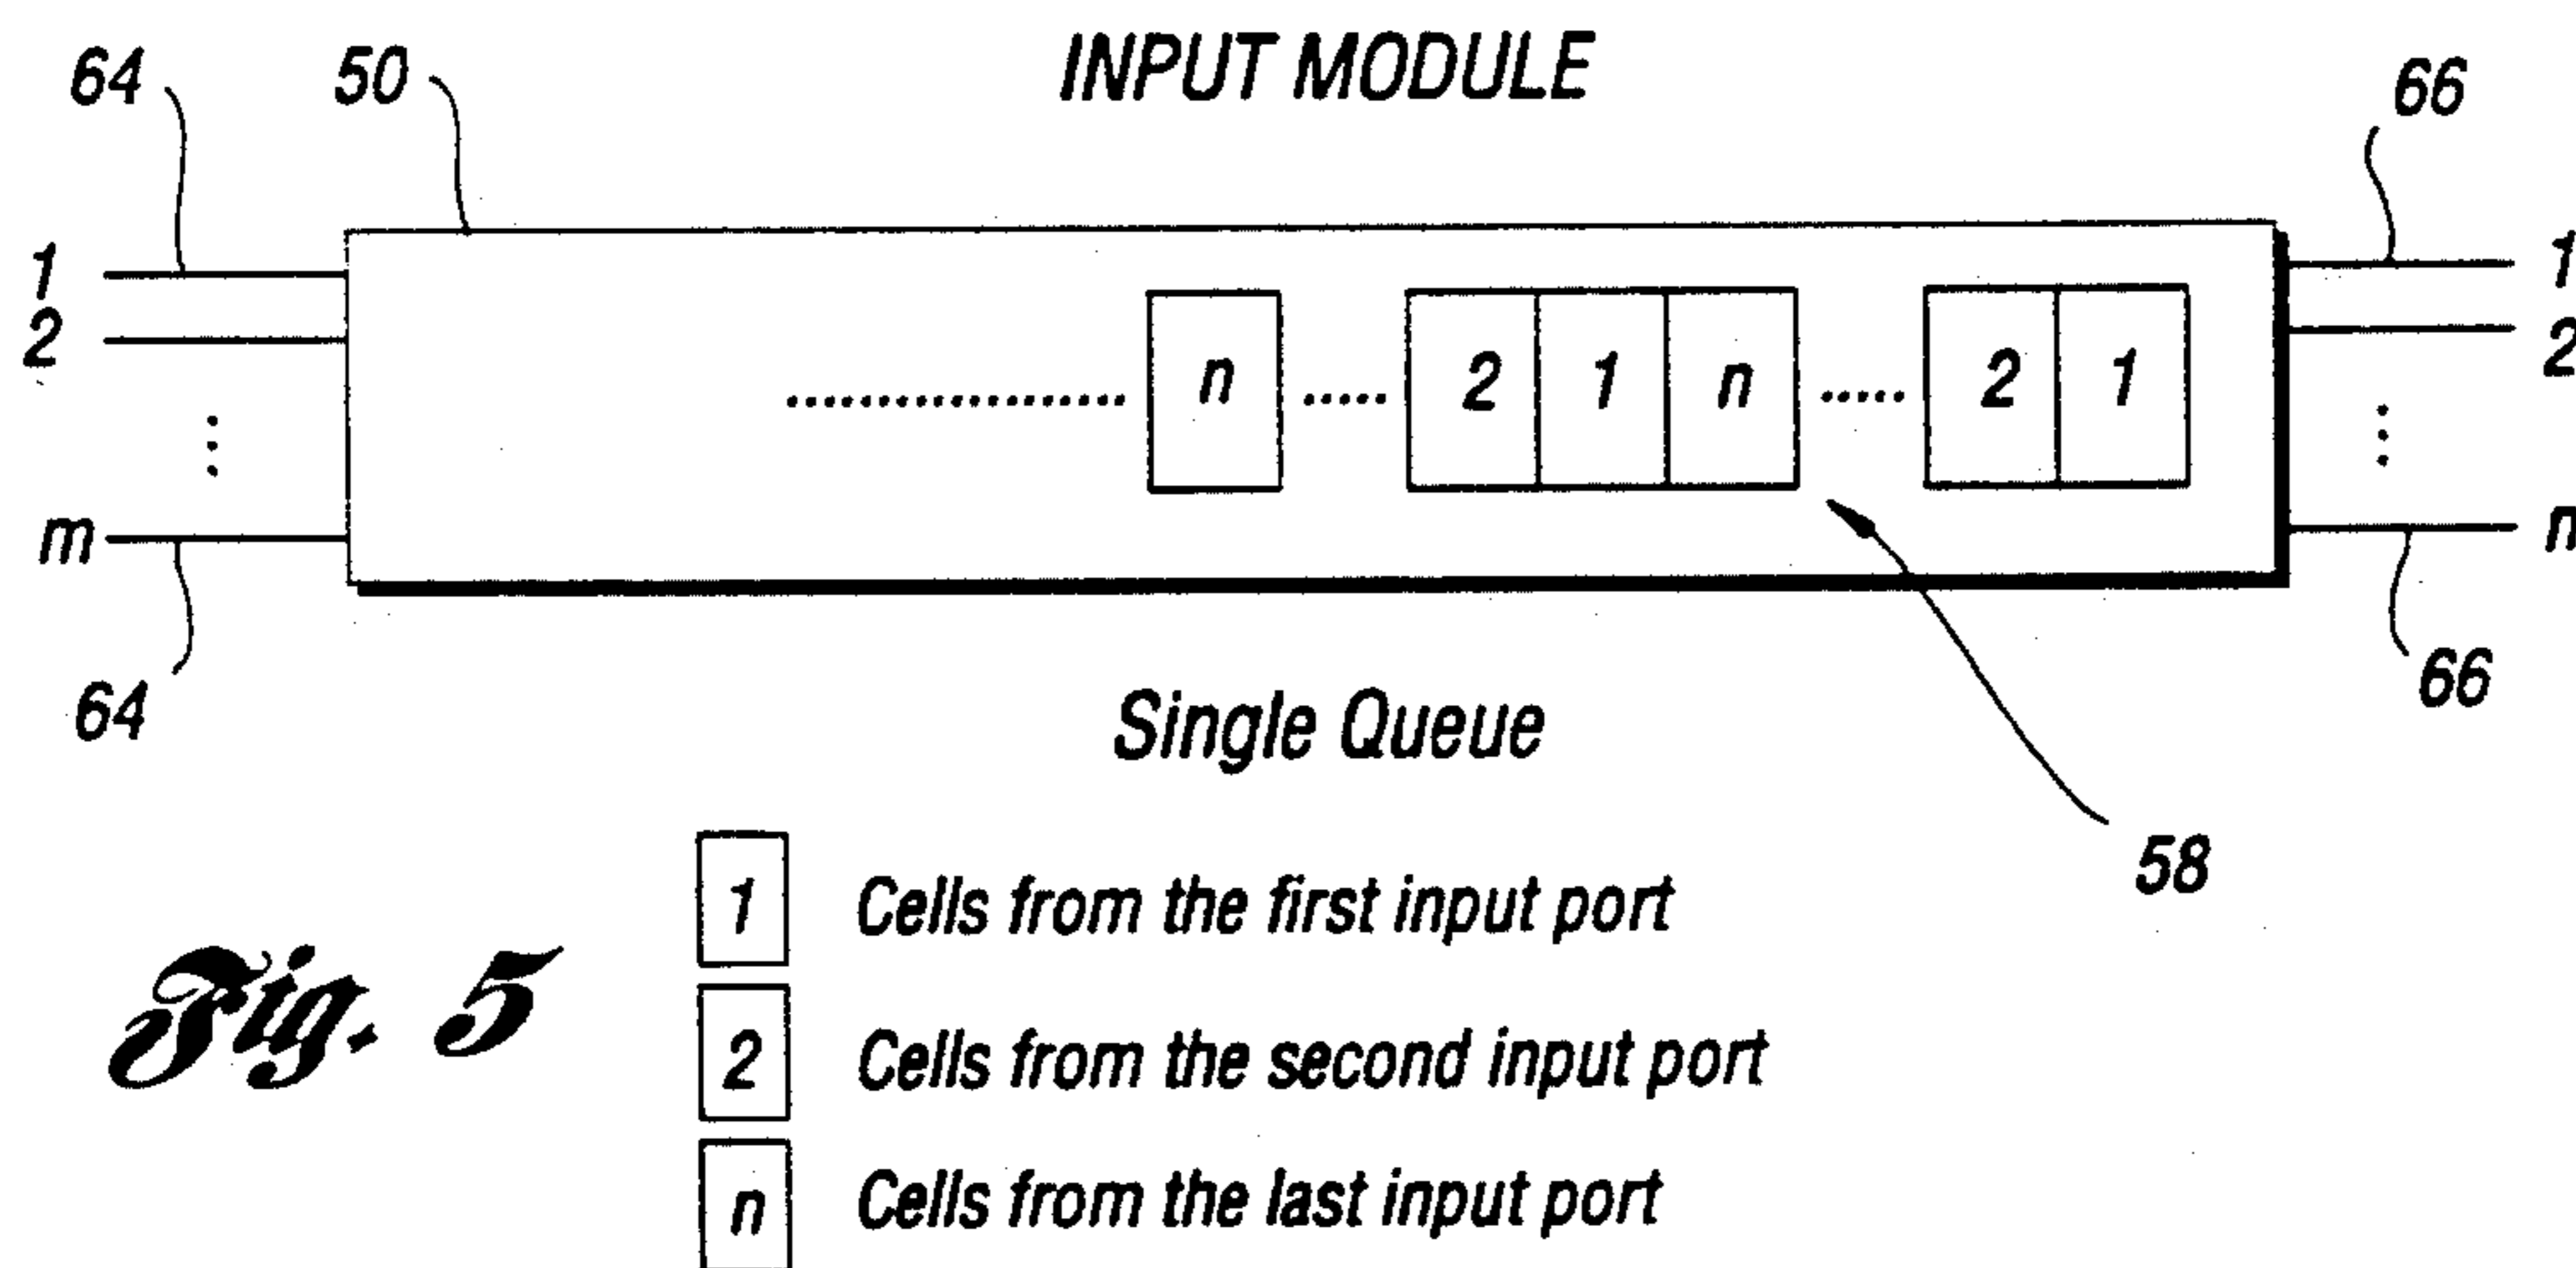 INPUT MODULE
64
50
66
1
2
⋮
m
n
.....
2
1
n
.....
2
1
1
2
⋮
n
64
66
58
Single Queue
1 Cells from the first input port
2 Cells from the second input port
n Cells from the last input port
Fig. 5